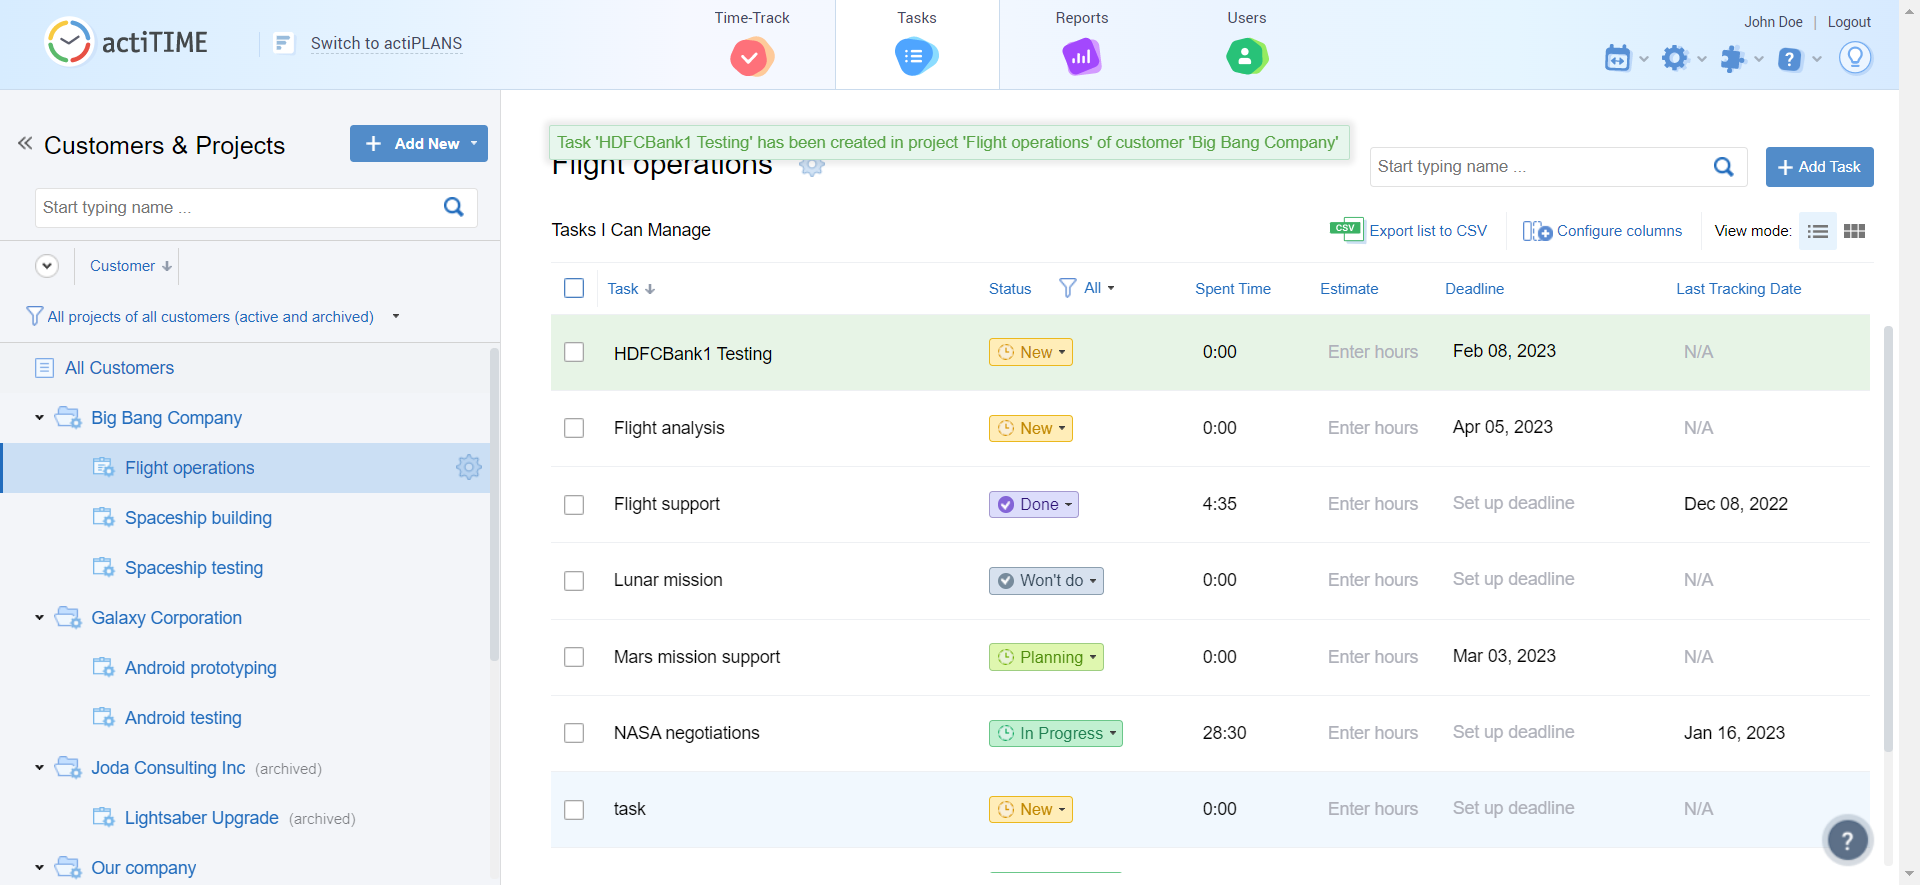 actiTIME
Switch to actiPLANS
Time-Track
Tasks
Reports
Users
John Doe | Logout
Customers & Projects
Add New
Start typing name ...
Customer
All projects of all customers (active and archived)
All Customers
Big Bang Company
Flight operations
Spaceship building
Spaceship testing
Galaxy Corporation
Android prototyping
Android testing
Joda Consulting Inc (archived)
Lightsaber Upgrade (archived)
Our company
Task 'HDFCBank1 Testing' has been created in project 'Flight operations' of customer 'Big Bang Company'
Flight operations
Start typing name ...
Add Task
Tasks I Can Manage
CSV Export list to CSV
Configure columns
View mode:
Task Status All Spent Time Estimate Deadline Last Tracking Date
HDFCBank1 Testing New 0:00 Enter hours Feb 08, 2023 N/A
Flight analysis New 0:00 Enter hours Apr 05, 2023 N/A
Flight support Done 4:35 Enter hours Set up deadline Dec 08, 2022
Lunar mission Won't do 0:00 Enter hours Set up deadline N/A
Mars mission support Planning 0:00 Enter hours Mar 03, 2023 N/A
NASA negotiations In Progress 28:30 Enter hours Set up deadline Jan 16, 2023
task New 0:00 Enter hours Set up deadline N/A
?